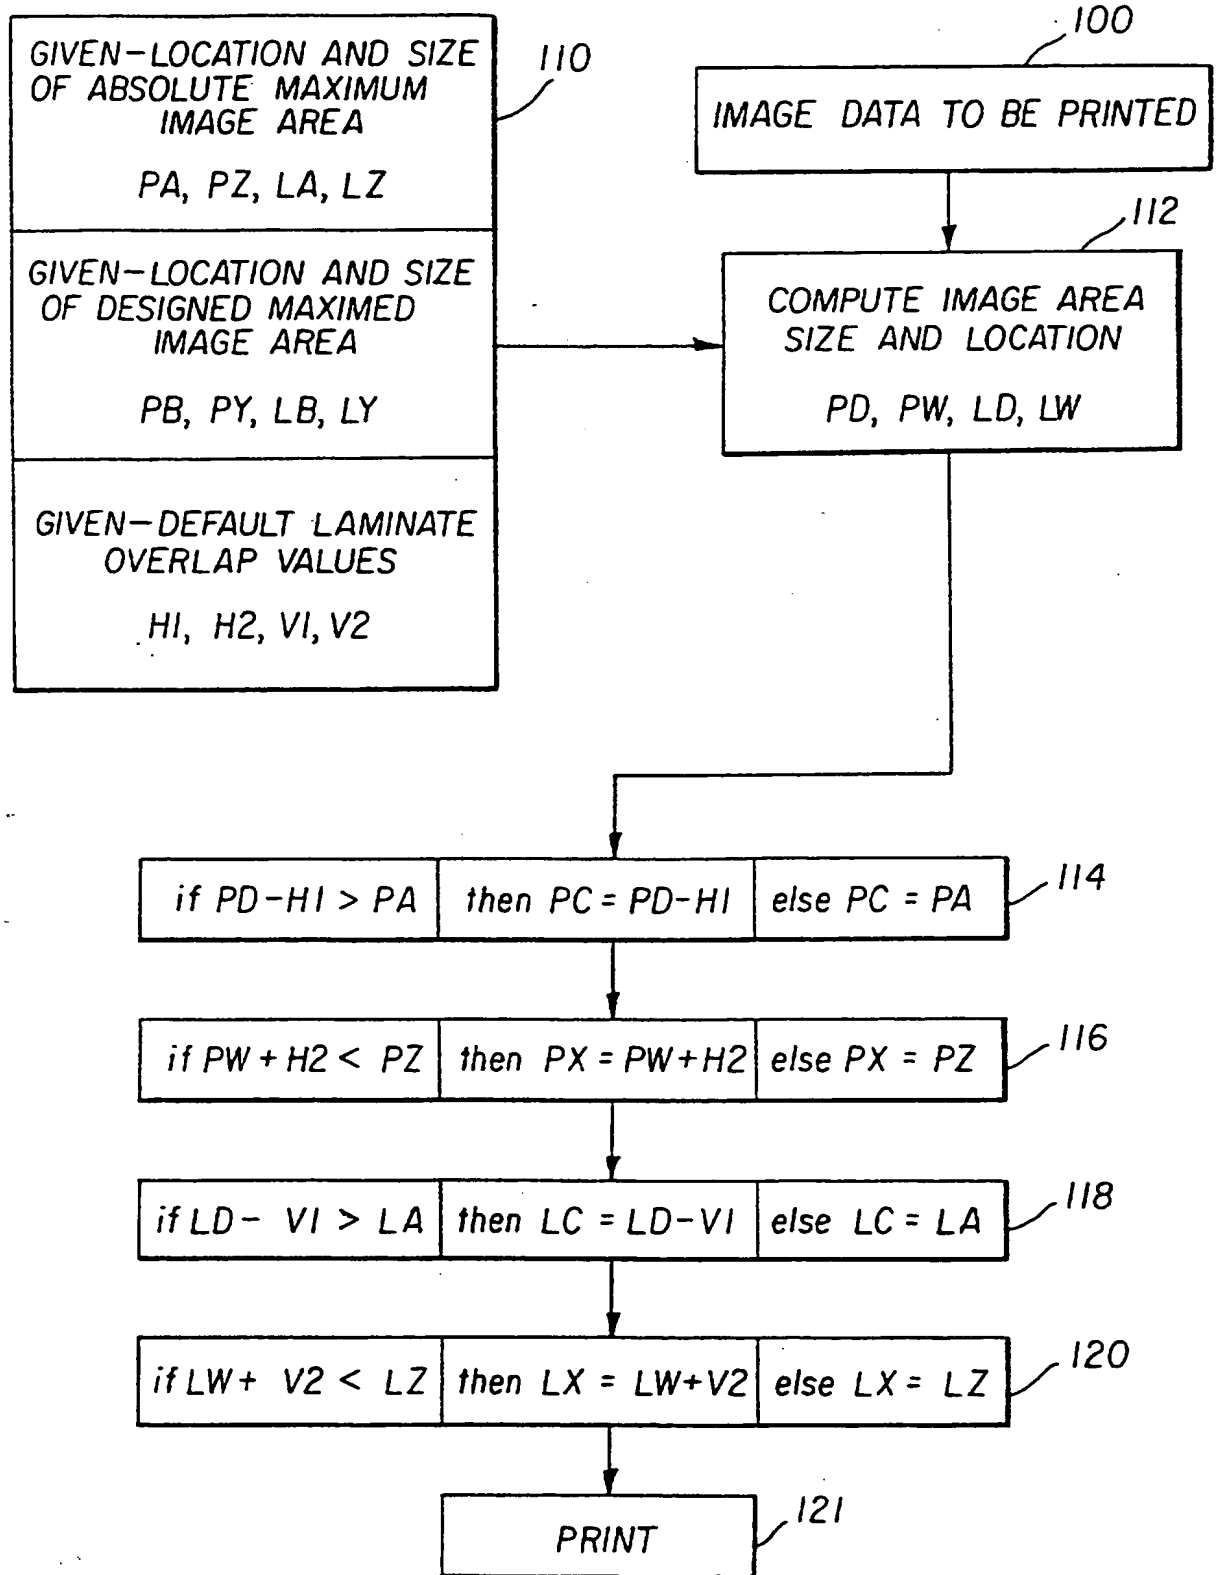 GIVEN-LOCATION AND SIZE
OF ABSOLUTE MAXIMUM
IMAGE AREA
PA, PZ, LA, LZ
110
GIVEN-LOCATION AND SIZE
OF DESIGNED MAXIMED
IMAGE AREA
PB, PY, LB, LY
GIVEN-DEFAULT LAMINATE
OVERLAP VALUES
H1, H2, V1, V2
100
IMAGE DATA TO BE PRINTED
112
COMPUTE IMAGE AREA
SIZE AND LOCATION
PD, PW, LD, LW
if PD-H1 > PA then PC = PD-H1 else PC = PA 114
if PW + H2 < PZ then PX = PW+H2 else PX = PZ 116
if LD- V1 > LA then LC = LD-V1 else LC = LA 118
if LW+ V2 < LZ then LX = LW+V2 else LX = LZ 120
PRINT 121